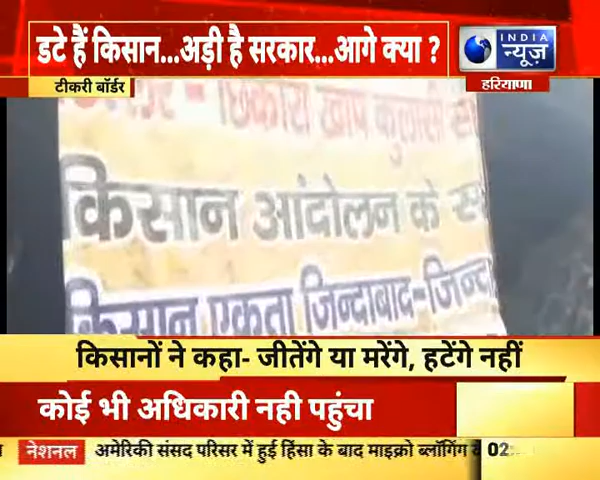 डटे हैं किसान...अड़ी है सरकार...आगे क्या ?
INDIA
न्यूज़
हरियाणा
टीकरी बॉर्डर
छिकारा खाप
किसान आंदोलन के
किसान एकता जिन्दाबाद-जिन्दा
किसानों ने कहा- जीतेंगे या मरेंगे, हटेंगे नहीं
कोई भी अधिकारी नही पहुंचा
नेशनल अमेरिकी संसद परिसर में हुई हिंसा के बाद माइक्रो ब्लॉगिंग 02: